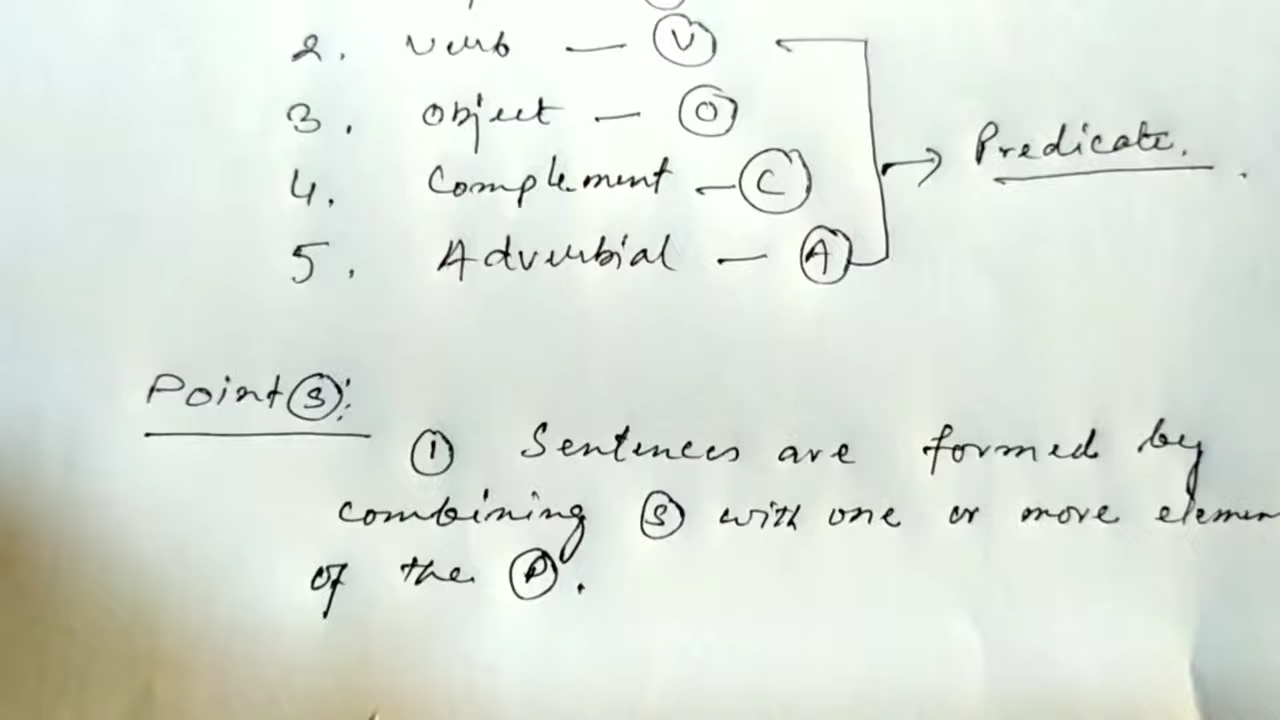 2. Verb — V
3. Object — O
4. Complement — C
5. Adverbial — A
→ Predicate.
Point(S):
① Sentences are formed by
combining Ⓢ with one or more elemen
of the Ⓟ.